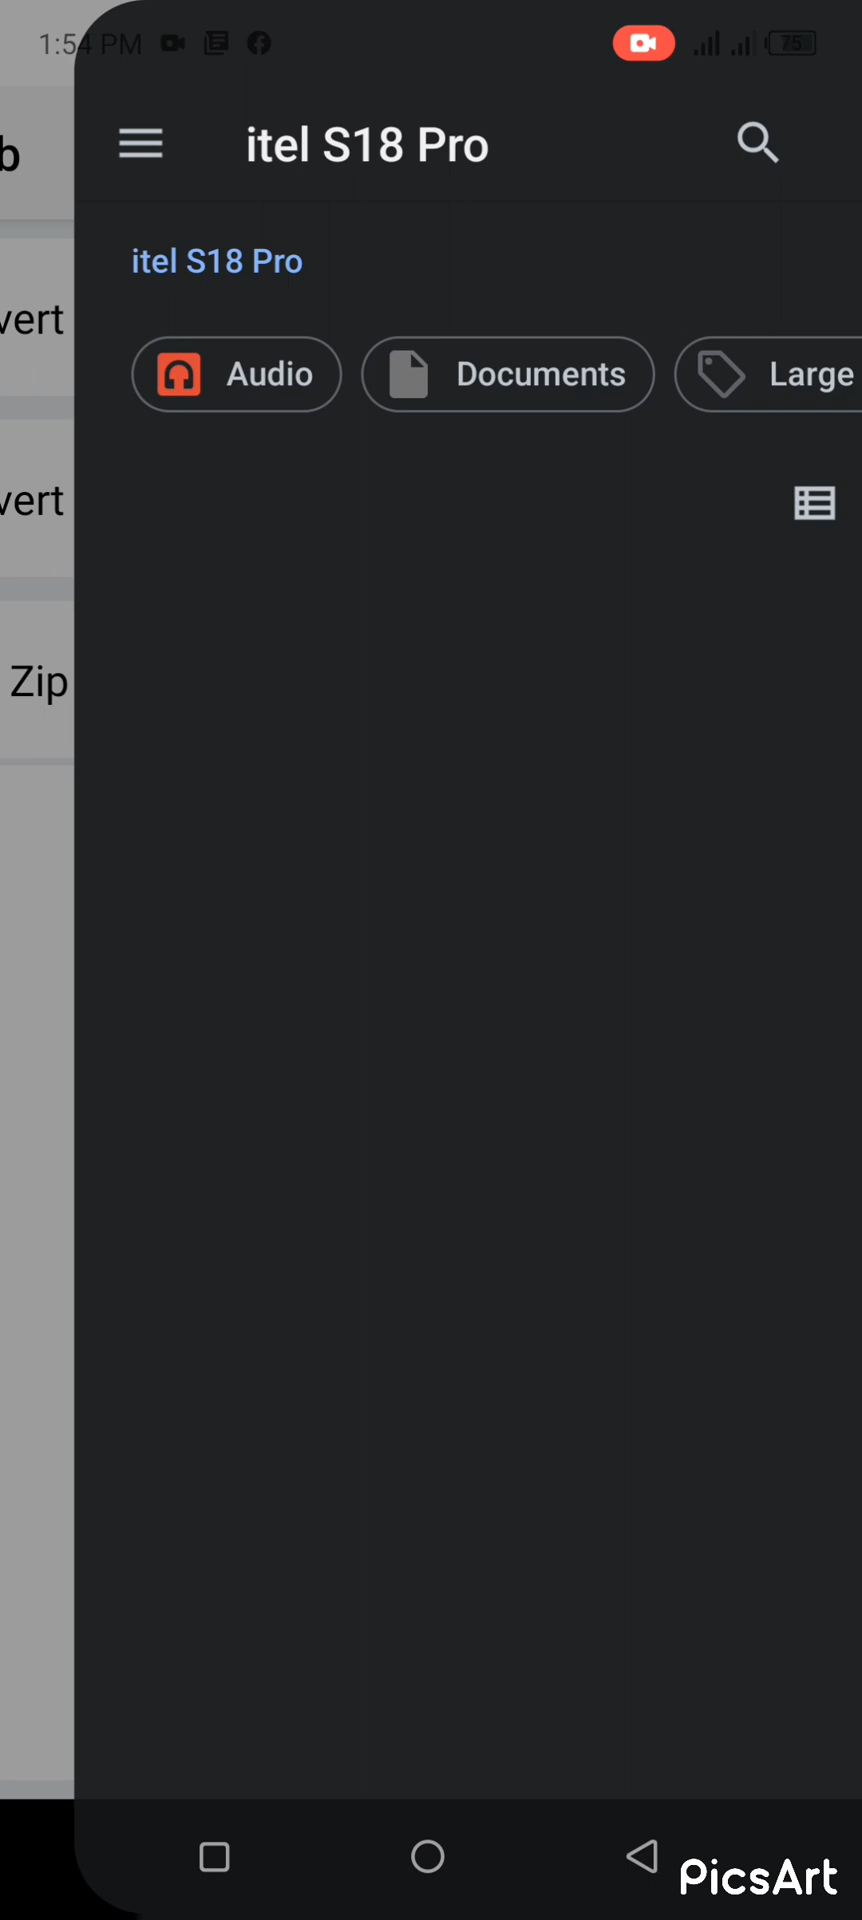 1:54 PM
75
b
itel S18 Pro
itel S18 Pro
vert
Audio
Documents
Large
vert
Zip
PicsArt